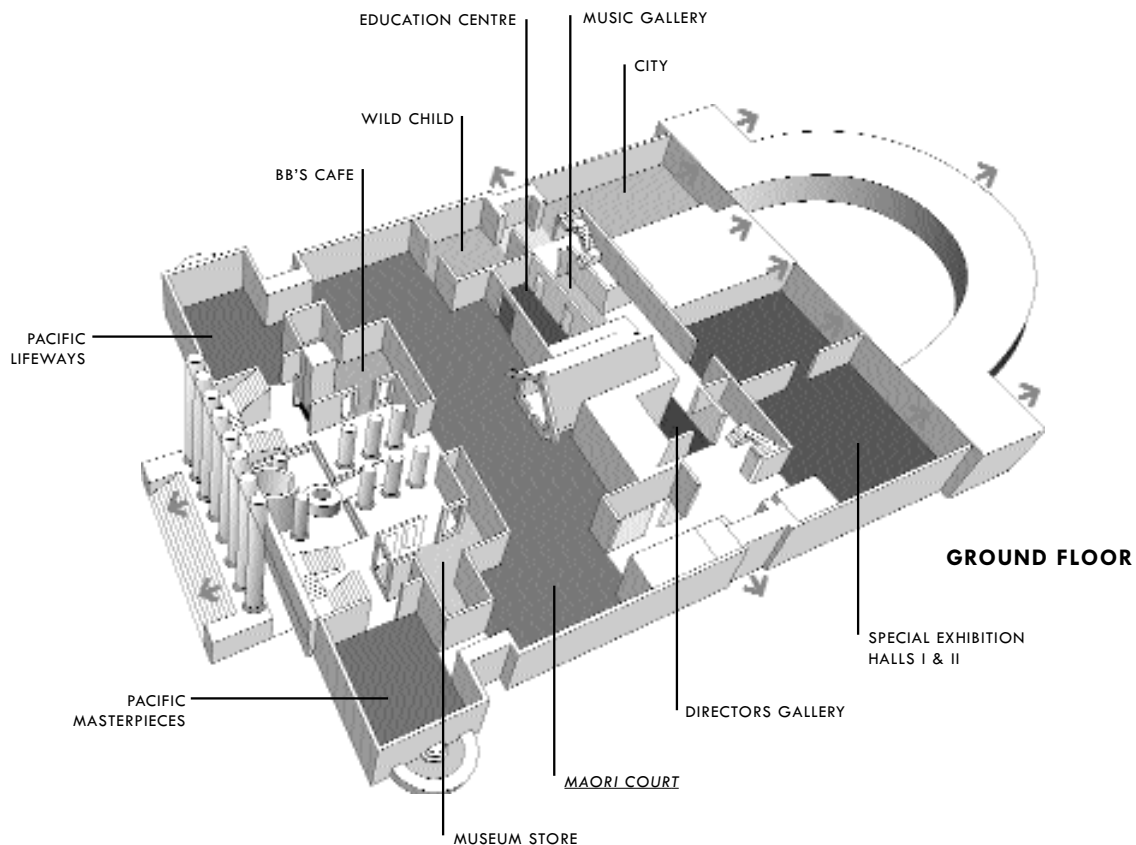 EDUCATION CENTRE
MUSIC GALLERY
CITY
WILD CHILD
BB'S CAFE
PACIFIC
LIFEWAYS
GROUND FLOOR
SPECIAL EXHIBITION
HALLS I & II
PACIFIC
MASTERPIECES
DIRECTORS GALLERY
MAORI COURT
MUSEUM STORE